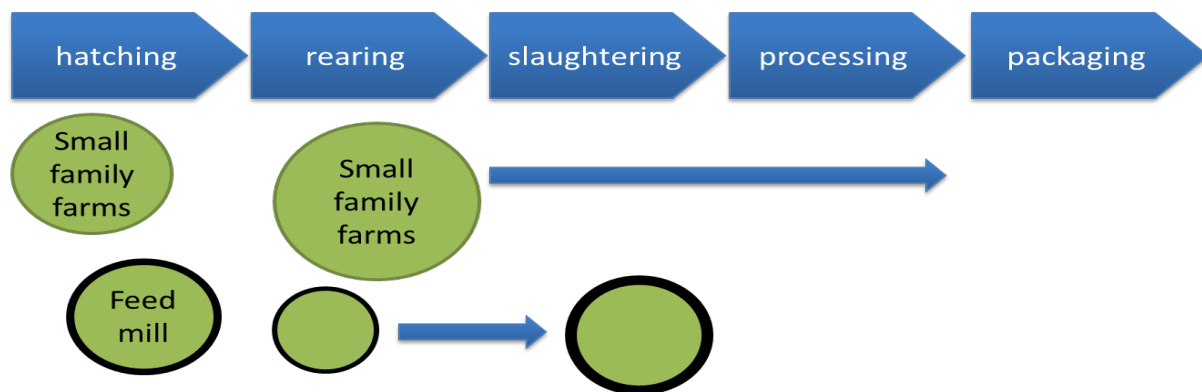 hatching
rearing
slaughtering
processing
packaging
Small
family
farms
Small
family
farms
Feed
mill